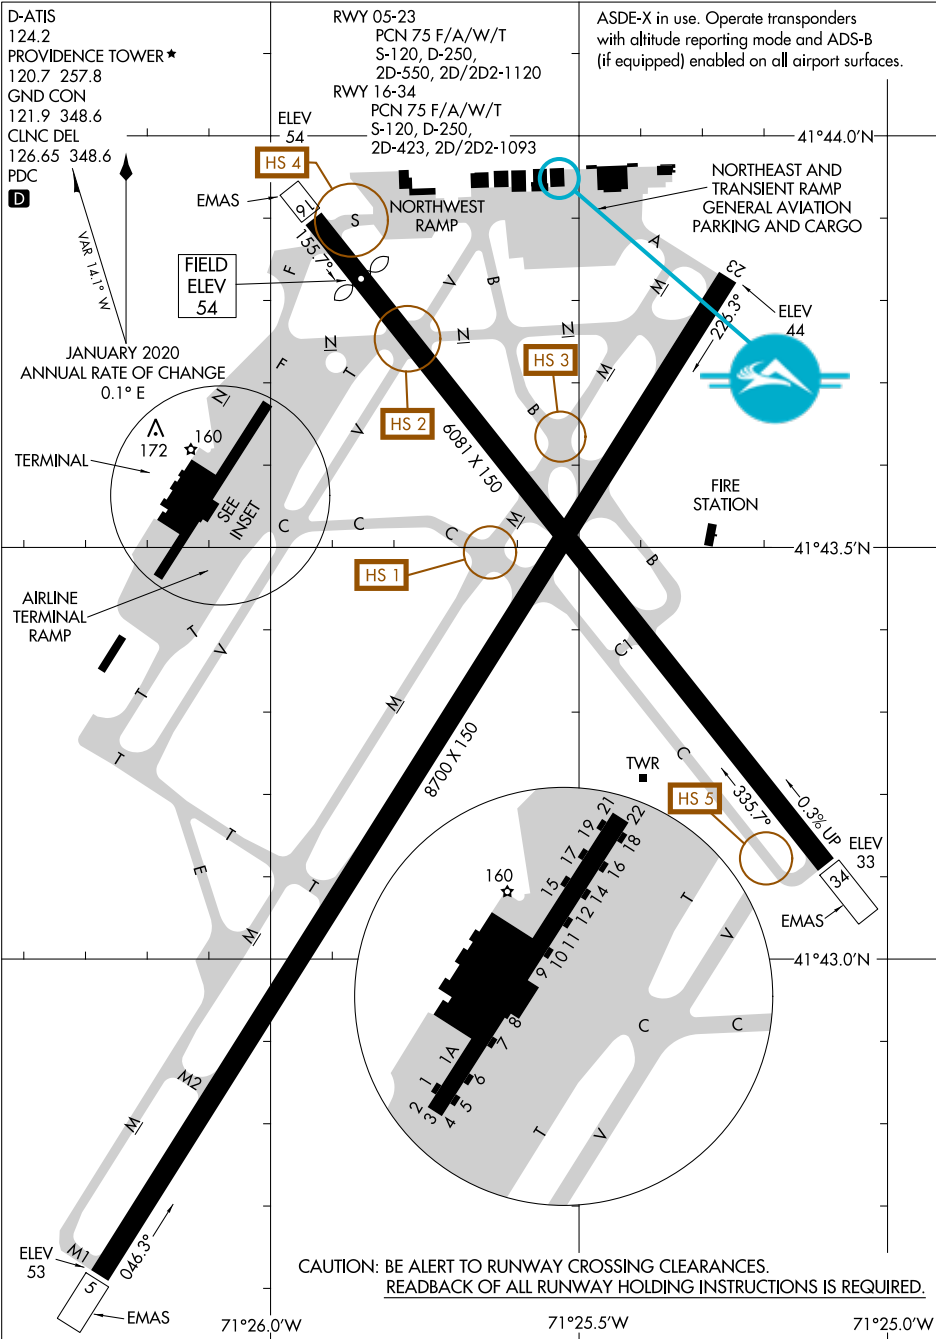 D-ATIS
124.2
PROVIDENCE TOWER★
120.7 257.8
GND CON
121.9 348.6
CLNC DEL
126.65 348.6
PDC
D
RWY 05-23
PCN 75 F/A/W/T
S-120, D-250,
2D-550, 2D/2D2-1120
RWY 16-34
PCN 75 F/A/W/T
S-120, D-250,
2D-423, 2D/2D2-1093
ASDE-X in use. Operate transponders
with altitude reporting mode and ADS-B
(if equipped) enabled on all airport surfaces.
ELEV
54
41°44.0'N
HS 4
NORTHEAST AND
TRANSIENT RAMP
GENERAL AVIATION
PARKING AND CARGO
EMAS
16
S
NORTHWEST
RAMP
VAR 14.1° W
155.7°
A
FIELD
ELEV
54
F
V
B
M
23
ELEV
44
226.3°
JANUARY 2020
ANNUAL RATE OF CHANGE
0.1° E
N
N
N
F
T
M
HS 3
N
HS 2
B
V
6081 X 150
172
160
TERMINAL
SEE
INSET
FIRE
STATION
C
C
C
M
B
41°43.5'N
HS 1
AIRLINE
TERMINAL
RAMP
T
V
C1
T
M
8700 X 150
C
T
TWR
HS 5
335.7°
0.3% UP
ELEV
33
34
EMAS
T
E
T
M
21
22
19
18
17
16
15
14
12
11
10
9
160
8
7
1A
6
5
4
3
2
1
T
V
C
C
T
V
41°43.0'N
M2
M
ELEV
53
M1
046.3°
5
EMAS
CAUTION: BE ALERT TO RUNWAY CROSSING CLEARANCES.
READBACK OF ALL RUNWAY HOLDING INSTRUCTIONS IS REQUIRED.
71°26.0'W
71°25.5'W
71°25.0'W